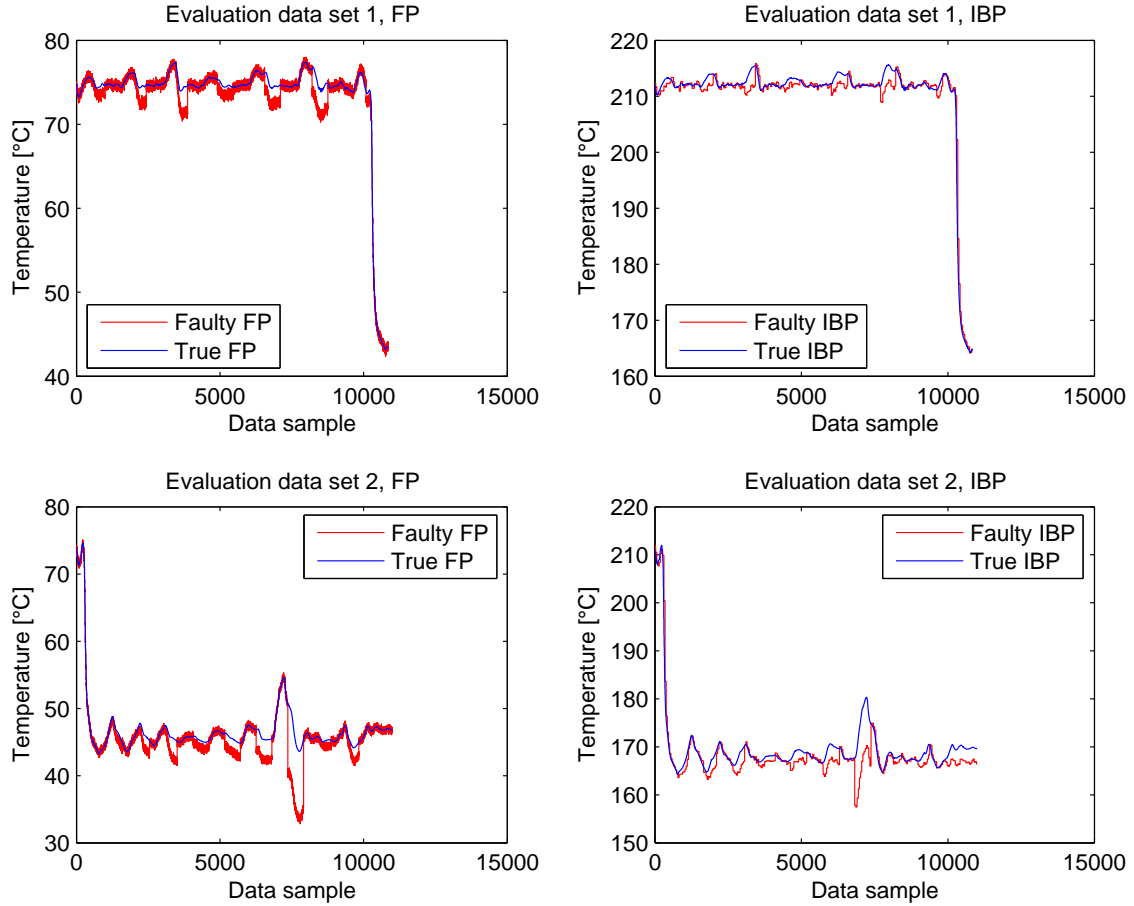 Evaluation data set 1, FP
80
70
60
50
40
Temperature [°C]
Faulty FP
True FP
0
5000
10000
15000
Data sample
Evaluation data set 1, IBP
220
210
200
190
180
170
160
Temperature [°C]
Faulty IBP
True IBP
0
5000
10000
15000
Data sample
Evaluation data set 2, FP
80
70
60
50
40
30
Temperature [°C]
Faulty FP
True FP
0
5000
10000
15000
Data sample
Evaluation data set 2, IBP
220
210
200
190
180
170
160
150
Temperature [°C]
Faulty IBP
True IBP
0
5000
10000
15000
Data sample